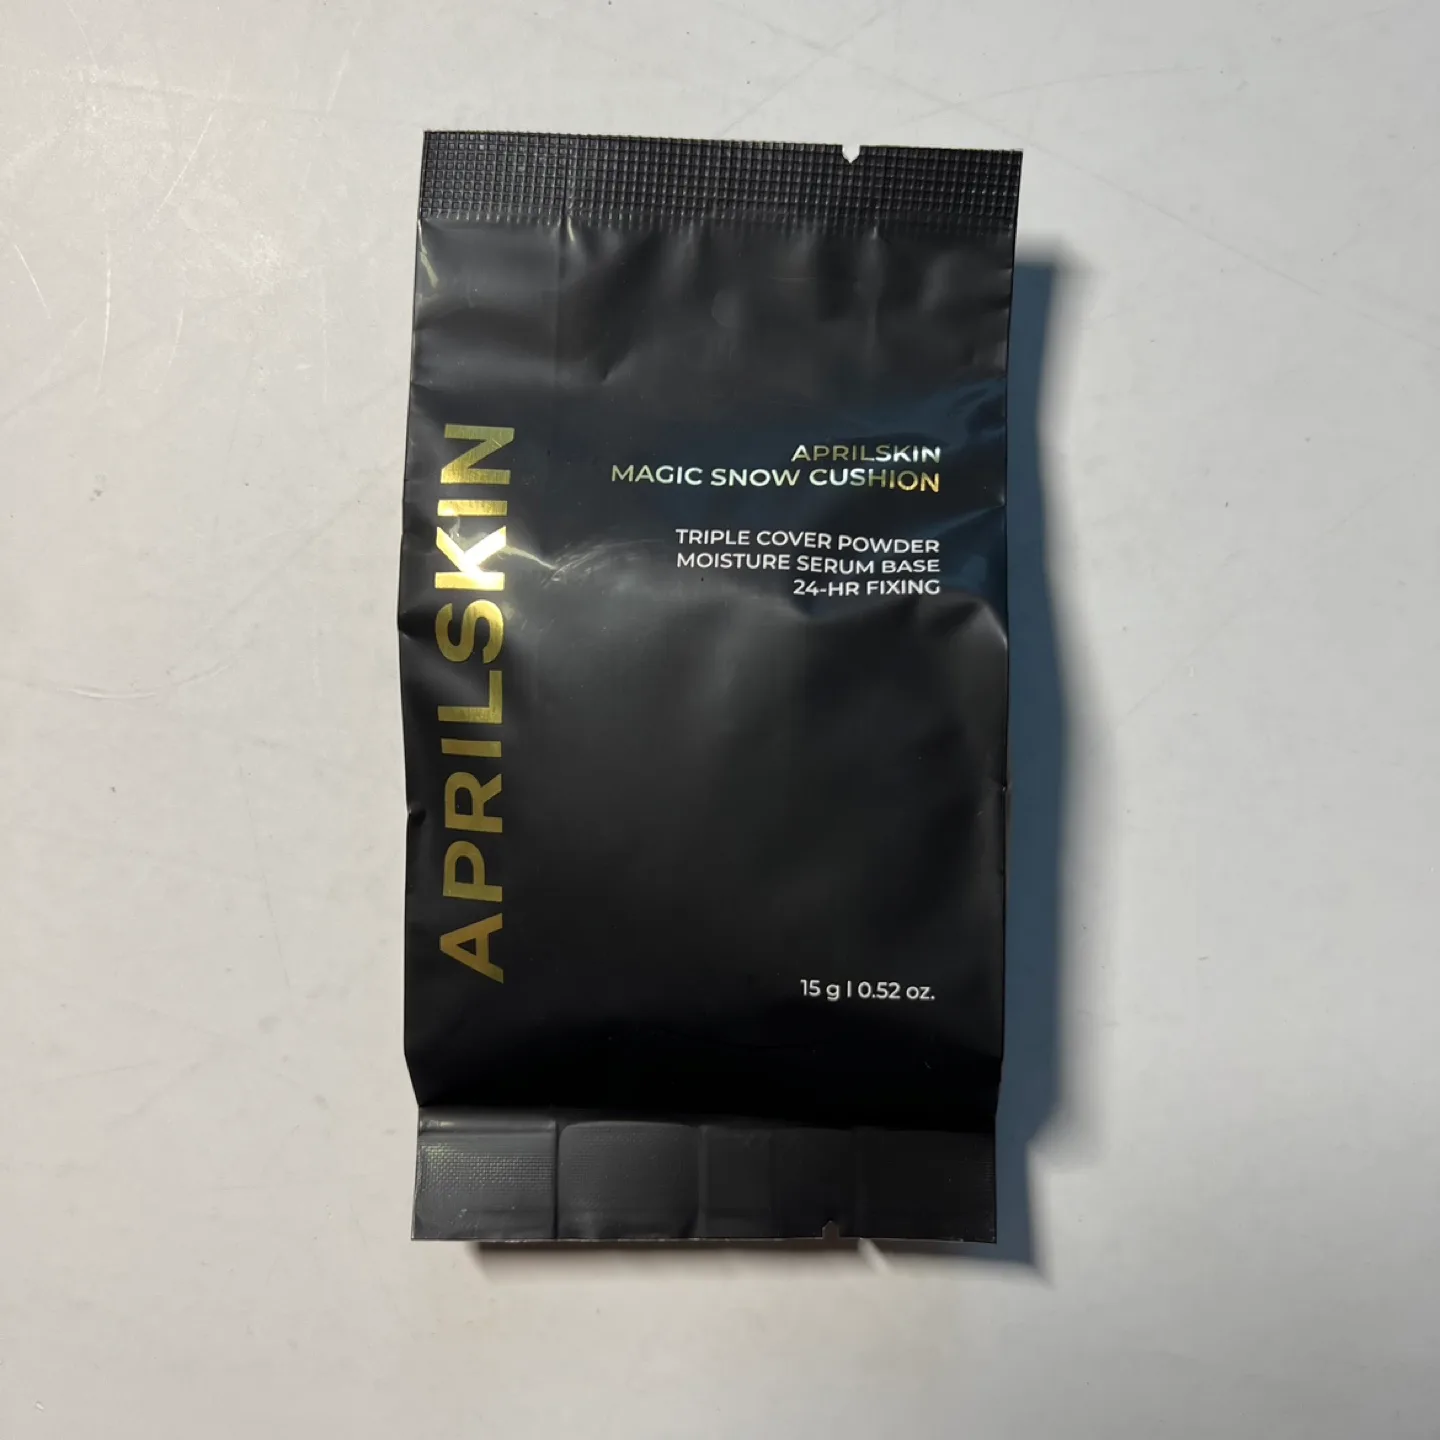 APRILSKIN
APRILSKIN
MAGIC SNOW CUSHION
TRIPLE COVER POWDER
MOISTURE SERUM BASE
24-HR FIXING
15 g | 0.52 oz.